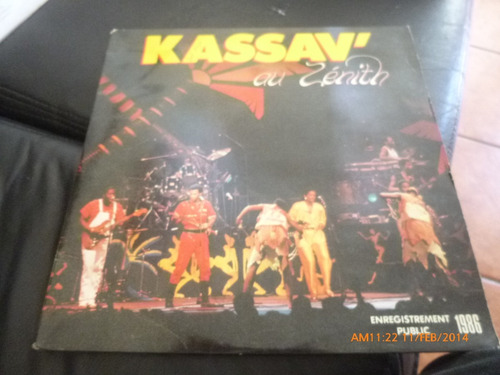 KASSAV'
au Zénith
ENREGISTREMENT
PUBLIC 1986
AM11:22 11/FEB/2014